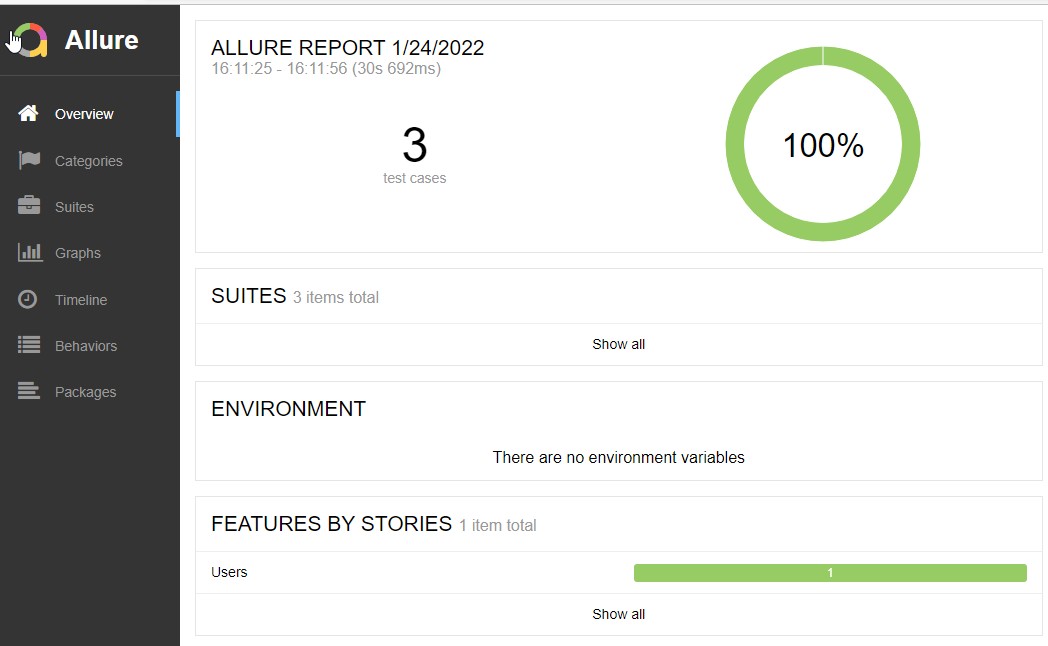 Allure
Overview
Categories
Suites
Graphs
Timeline
Behaviors
Packages
ALLURE REPORT 1/24/2022
16:11:25 - 16:11:56 (30s 692ms)
3
test cases
100%
SUITES 3 items total
Show all
ENVIRONMENT
There are no environment variables
FEATURES BY STORIES 1 item total
Users 1
Show all